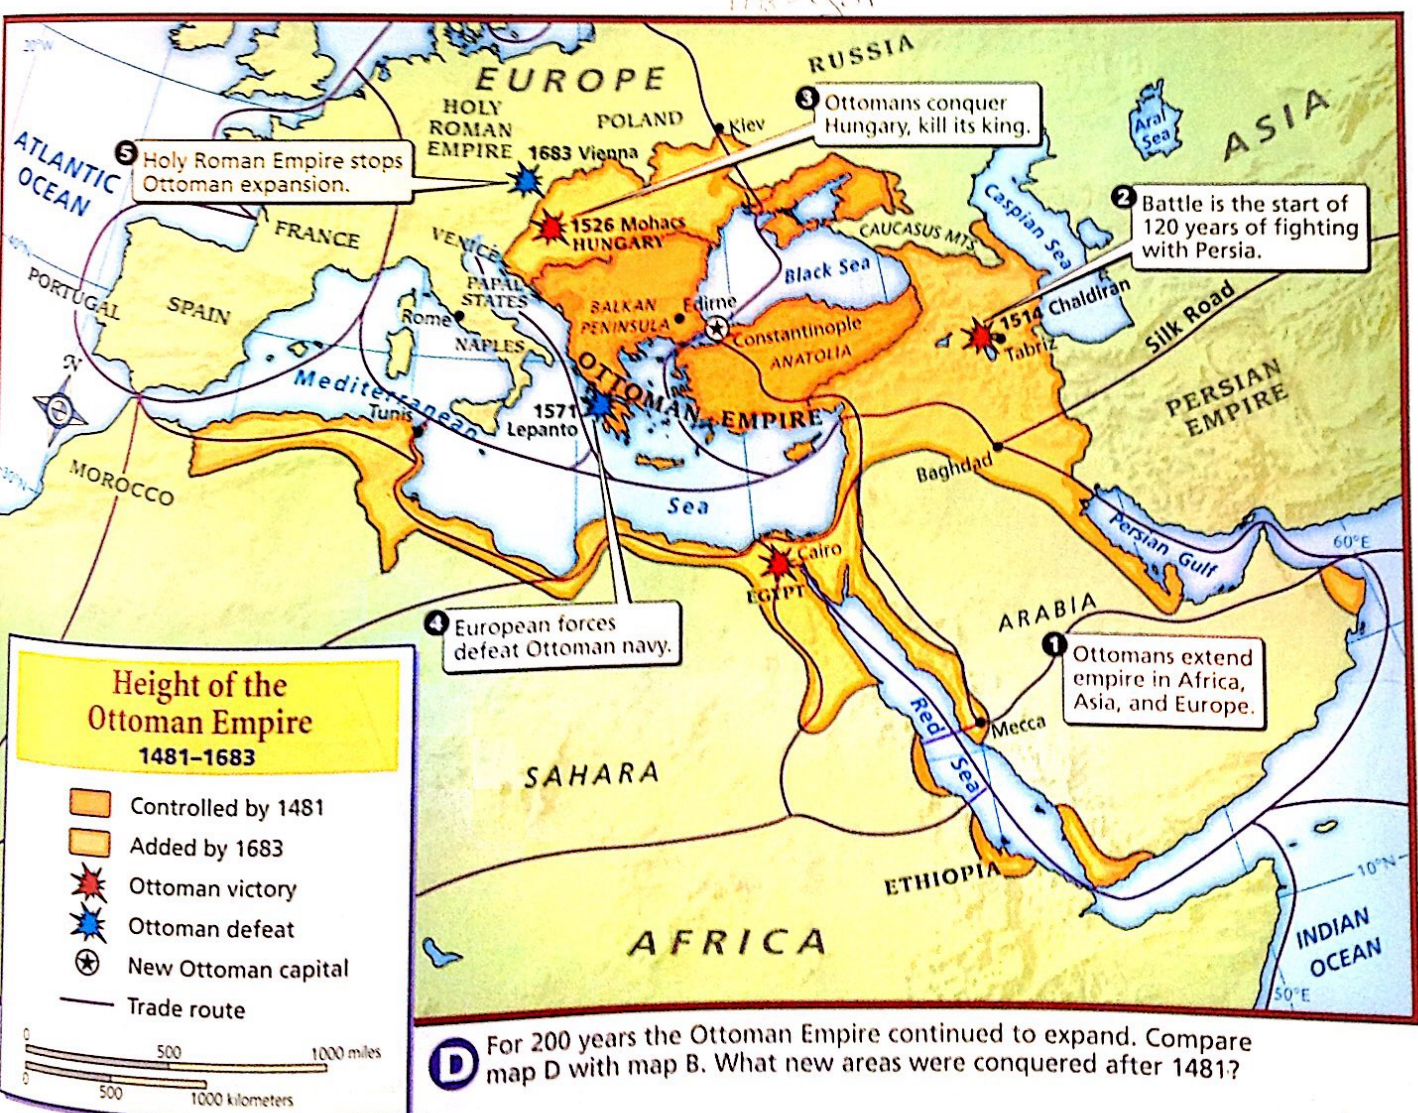 20°W
EUROPE
RUSSIA
ASIA
HOLY
ROMAN
EMPIRE
POLAND
Kiev
Aral
Sea
3 Ottomans conquer
Hungary, kill its king.
ATLANTIC
OCEAN
5 Holy Roman Empire stops
Ottoman expansion.
1683 Vienna
2 Battle is the start of
120 years of fighting
with Persia.
Caspian Sea
1526 Mohacs
HUNGARY
FRANCE
VENICE
CAUCASUS MTS.
40°N
PORTUGAL
SPAIN
PAPAL
STATES
Rome
NAPLES
BALKAN
PENINSULA
Edirne
Black Sea
Constantinople
ANATOLIA
1514 Chaldiran
Tabriz
Silk Road
PERSIAN
EMPIRE
N
Mediterranean
Sea
Tunis
1571
Lepanto
OTTOMAN EMPIRE
Baghdad
30°N
MOROCCO
Persian Gulf
60°E
Cairo
EGYPT
ARABIA
4 European forces
defeat Ottoman navy.
1 Ottomans extend
empire in Africa,
Asia, and Europe.
Mecca
Red
Sea
SAHARA
ETHIOPIA
AFRICA
10°N
INDIAN
OCEAN
50°E
Height of the
Ottoman Empire
1481–1683
Controlled by 1481
Added by 1683
Ottoman victory
Ottoman defeat
New Ottoman capital
Trade route
0 500 1000 miles
0 500 1000 kilometers
D For 200 years the Ottoman Empire continued to expand. Compare
map D with map B. What new areas were conquered after 1481?